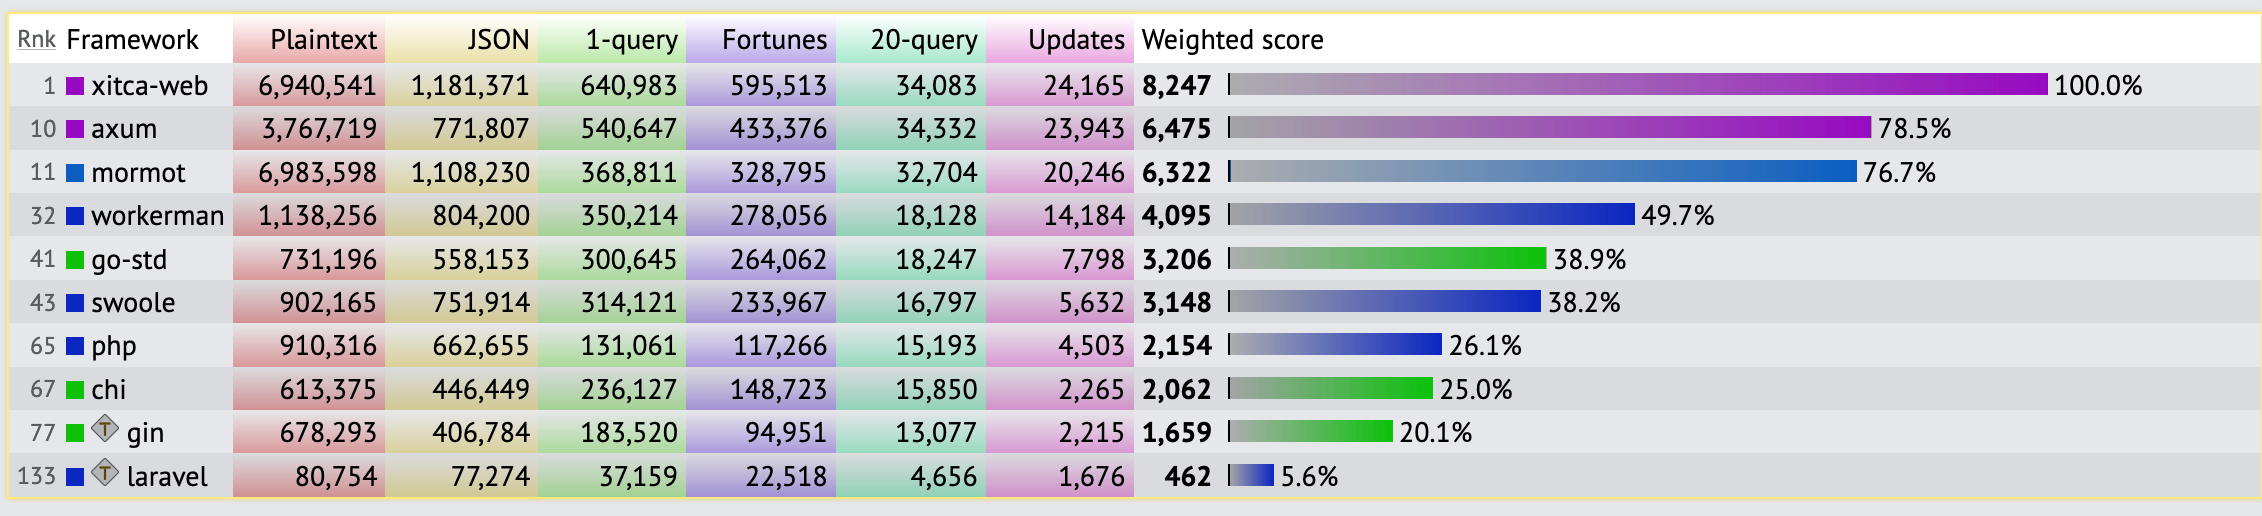 Rnk Framework Plaintext JSON 1-query Fortunes 20-query Updates Weighted score
1 xitca-web 6,940,541 1,181,371 640,983 595,513 34,083 24,165 8,247 100.0%
10 axum 3,767,719 771,807 540,647 433,376 34,332 23,943 6,475 78.5%
11 mormot 6,983,598 1,108,230 368,811 328,795 32,704 20,246 6,322 76.7%
32 workerman 1,138,256 804,200 350,214 278,056 18,128 14,184 4,095 49.7%
41 go-std 731,196 558,153 300,645 264,062 18,247 7,798 3,206 38.9%
43 swoole 902,165 751,914 314,121 233,967 16,797 5,632 3,148 38.2%
65 php 910,316 662,655 131,061 117,266 15,193 4,503 2,154 26.1%
67 chi 613,375 446,449 236,127 148,723 15,850 2,265 2,062 25.0%
77 T gin 678,293 406,784 183,520 94,951 13,077 2,215 1,659 20.1%
133 T laravel 80,754 77,274 37,159 22,518 4,656 1,676 462 5.6%